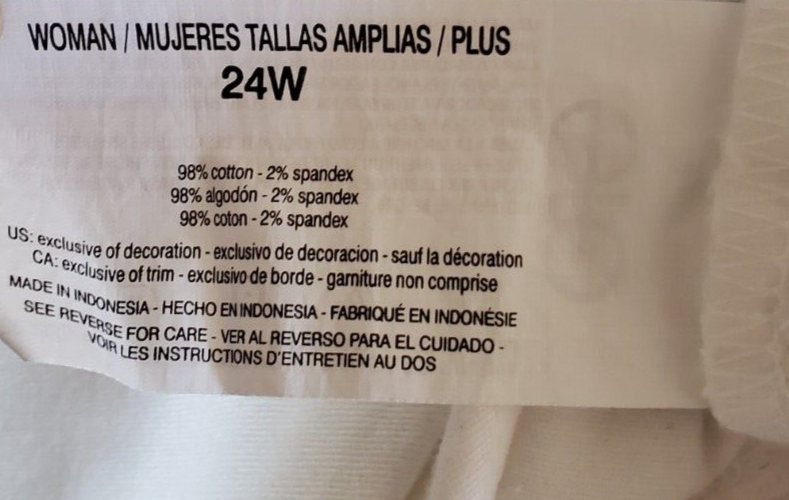 WOMAN / MUJERES TALLAS AMPLIAS / PLUS
24W
98% cotton - 2% spandex
98% algodón - 2% spandex
98% coton - 2% spandex
US: exclusive of decoration - exclusivo de decoracion - sauf la décoration
CA: exclusive of trim - exclusivo de borde - garniture non comprise
MADE IN INDONESIA - HECHO EN INDONESIA - FABRIQUÉ EN INDONÉSIE
SEE REVERSE FOR CARE - VER AL REVERSO PARA EL CUIDADO -
VOIR LES INSTRUCTIONS D'ENTRETIEN AU DOS